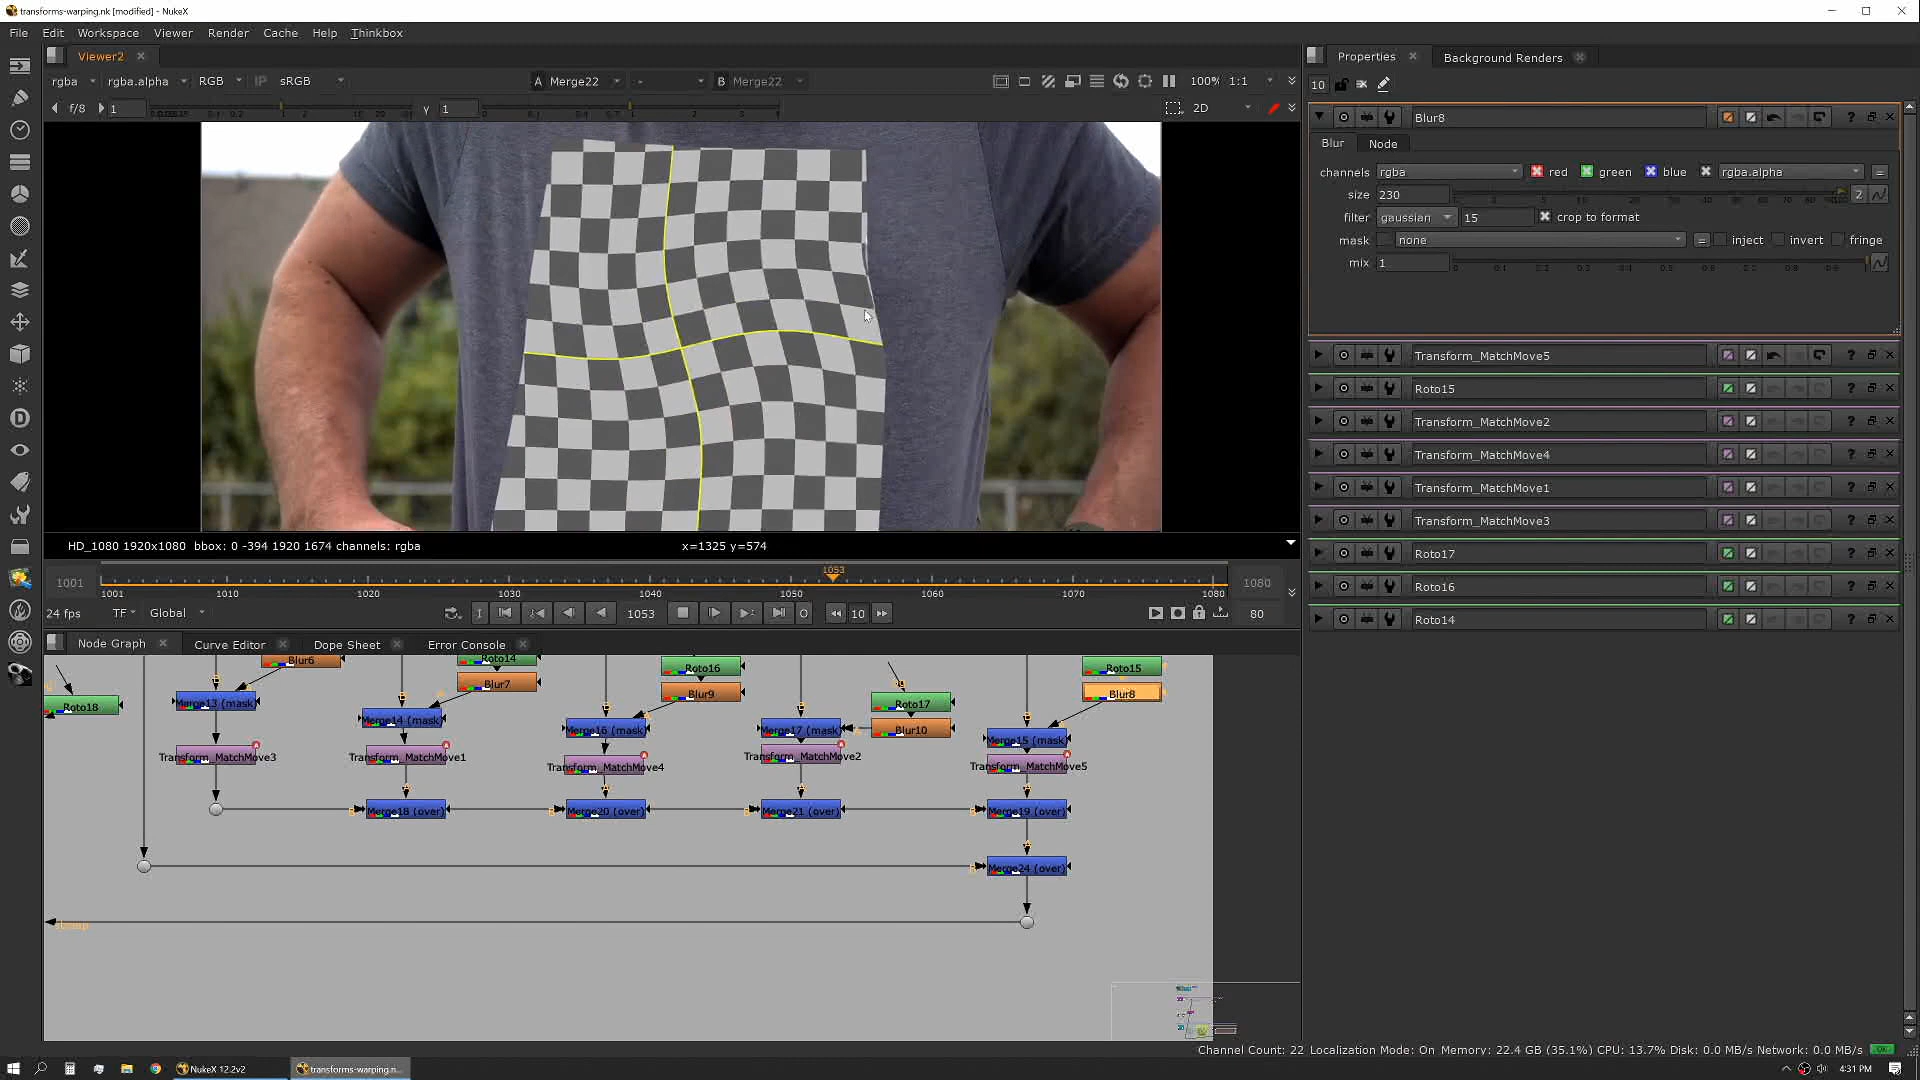 transforms-warping.nk [modified] - NukeX
File Edit Workspace Viewer Render Cache Help Thinkbox
Viewer2
rgba rgba.alpha RGB IP sRGB A Merge22 - B Merge22 100% 1:1
f/8 1 Y 1 2D
HD_1080 1920x1080 bbox: 0 -394 1920 1674 channels: rgba x=1325 y=574
1001 1053 1080
1001 1010 1020 1030 1040 1050 1060 1070 1080
24 fps TF Global 1053 10 80
Node Graph Curve Editor Dope Sheet Error Console
Blur6 Roto14 Roto16 Roto15
Blur7 Blur9 Blur8
Roto18 Merge13 (mask) Roto17
Merge14 (mask) Merge16 (mask) Merge17 (mask) Blur10 Merge15 (mask)
Transform_MatchMove3 Transform_MatchMove1 Transform_MatchMove4 Transform_MatchMove2 Transform_MatchMove5
Merge18 (over) Merge20 (over) Merge21 (over) Merge19 (over)
Merge24 (over)
Properties Background Renders
10
Blur8
Blur Node
channels rgba red green blue rgba.alpha =
size 230 2
filter gaussian 15 crop to format
mask none = inject invert fringe
mix 1
Transform_MatchMove5
Roto15
Transform_MatchMove2
Transform_MatchMove4
Transform_MatchMove1
Transform_MatchMove3
Roto17
Roto16
Roto14
Channel Count: 22 Localization Mode: On Memory: 22.4 GB (35.1%) CPU: 13.7% Disk: 0.0 MB/s Network: 0.0 MB/s
NukeX 12.2v2 transforms-warping.n... 4:31 PM